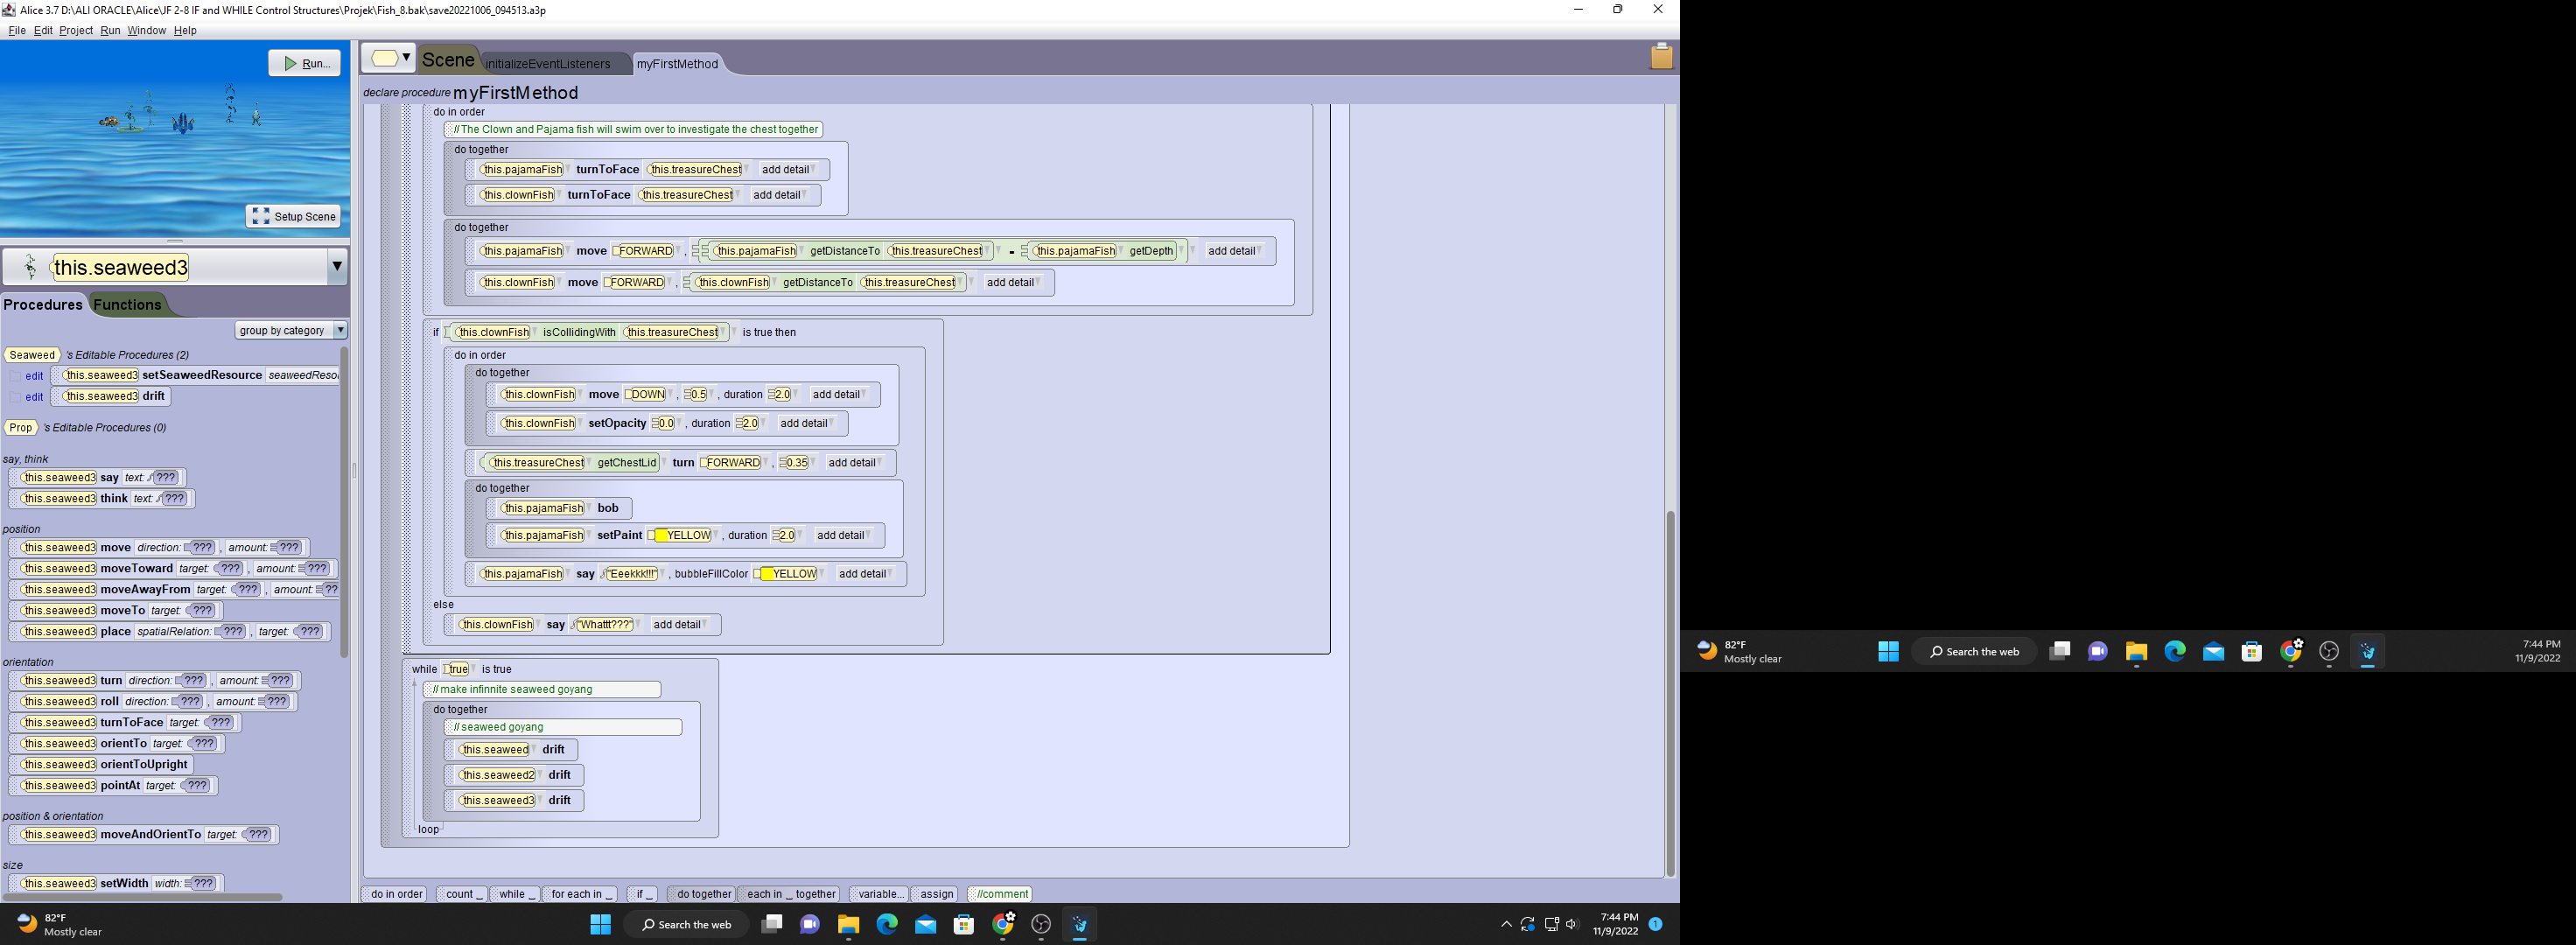 Alice 3.7 D:\ALI ORACLE\Alice\JF 2-8 IF and WHILE Control Structures\Projek\Fish_8.bak\save20221006_094513.a3p
File Edit Project Run Window Help
Run...
Setup Scene
this.seaweed3
Procedures Functions
group by category
Seaweed 's Editable Procedures (2)
edit this.seaweed3 setSeaweedResource seaweedResou
edit this.seaweed3 drift
Prop 's Editable Procedures (0)
say, think
this.seaweed3 say text: ???
this.seaweed3 think text: ???
position
this.seaweed3 move direction: ??? , amount: ???
this.seaweed3 moveToward target: ??? , amount: ???
this.seaweed3 moveAwayFrom target: ??? , amount: ??
this.seaweed3 moveTo target: ???
this.seaweed3 place spatialRelation: ??? , target: ???
orientation
this.seaweed3 turn direction: ??? , amount: ???
this.seaweed3 roll direction: ??? , amount: ???
this.seaweed3 turnToFace target: ???
this.seaweed3 orientTo target: ???
this.seaweed3 orientToUpright
this.seaweed3 pointAt target: ???
position & orientation
this.seaweed3 moveAndOrientTo target: ???
size
this.seaweed3 setWidth width: ???
Scene initializeEventListeners myFirstMethod
declare procedure myFirstMethod
do in order
//The Clown and Pajama fish will swim over to investigate the chest together
do together
this.pajamaFish turnToFace this.treasureChest add detail
this.clownFish turnToFace this.treasureChest add detail
do together
this.pajamaFish move FORWARD , this.pajamaFish getDistanceTo this.treasureChest - this.pajamaFish getDepth add detail
this.clownFish move FORWARD , this.clownFish getDistanceTo this.treasureChest add detail
if this.clownFish isCollidingWith this.treasureChest is true then
do in order
do together
this.clownFish move DOWN , 0.5 , duration 2.0 add detail
this.clownFish setOpacity 0.0 , duration 2.0 add detail
this.treasureChest getChestLid turn FORWARD , 0.35 add detail
do together
this.pajamaFish bob
this.pajamaFish setPaint YELLOW , duration 2.0 add detail
this.pajamaFish say "Eeekkk!!!" , bubbleFillColor YELLOW add detail
else
this.clownFish say "Whattt???" add detail
while true is true
// make infinnite seaweed goyang
do together
// seaweed goyang
this.seaweed drift
this.seaweed2 drift
this.seaweed3 drift
loop
do in order count _ while _ for each in _ if _ do together each in _ together variable... assign //comment
82°F
Mostly clear
Search the web
7:44 PM
11/9/2022
1
82°F
Mostly clear
Search the web
7:44 PM
11/9/2022